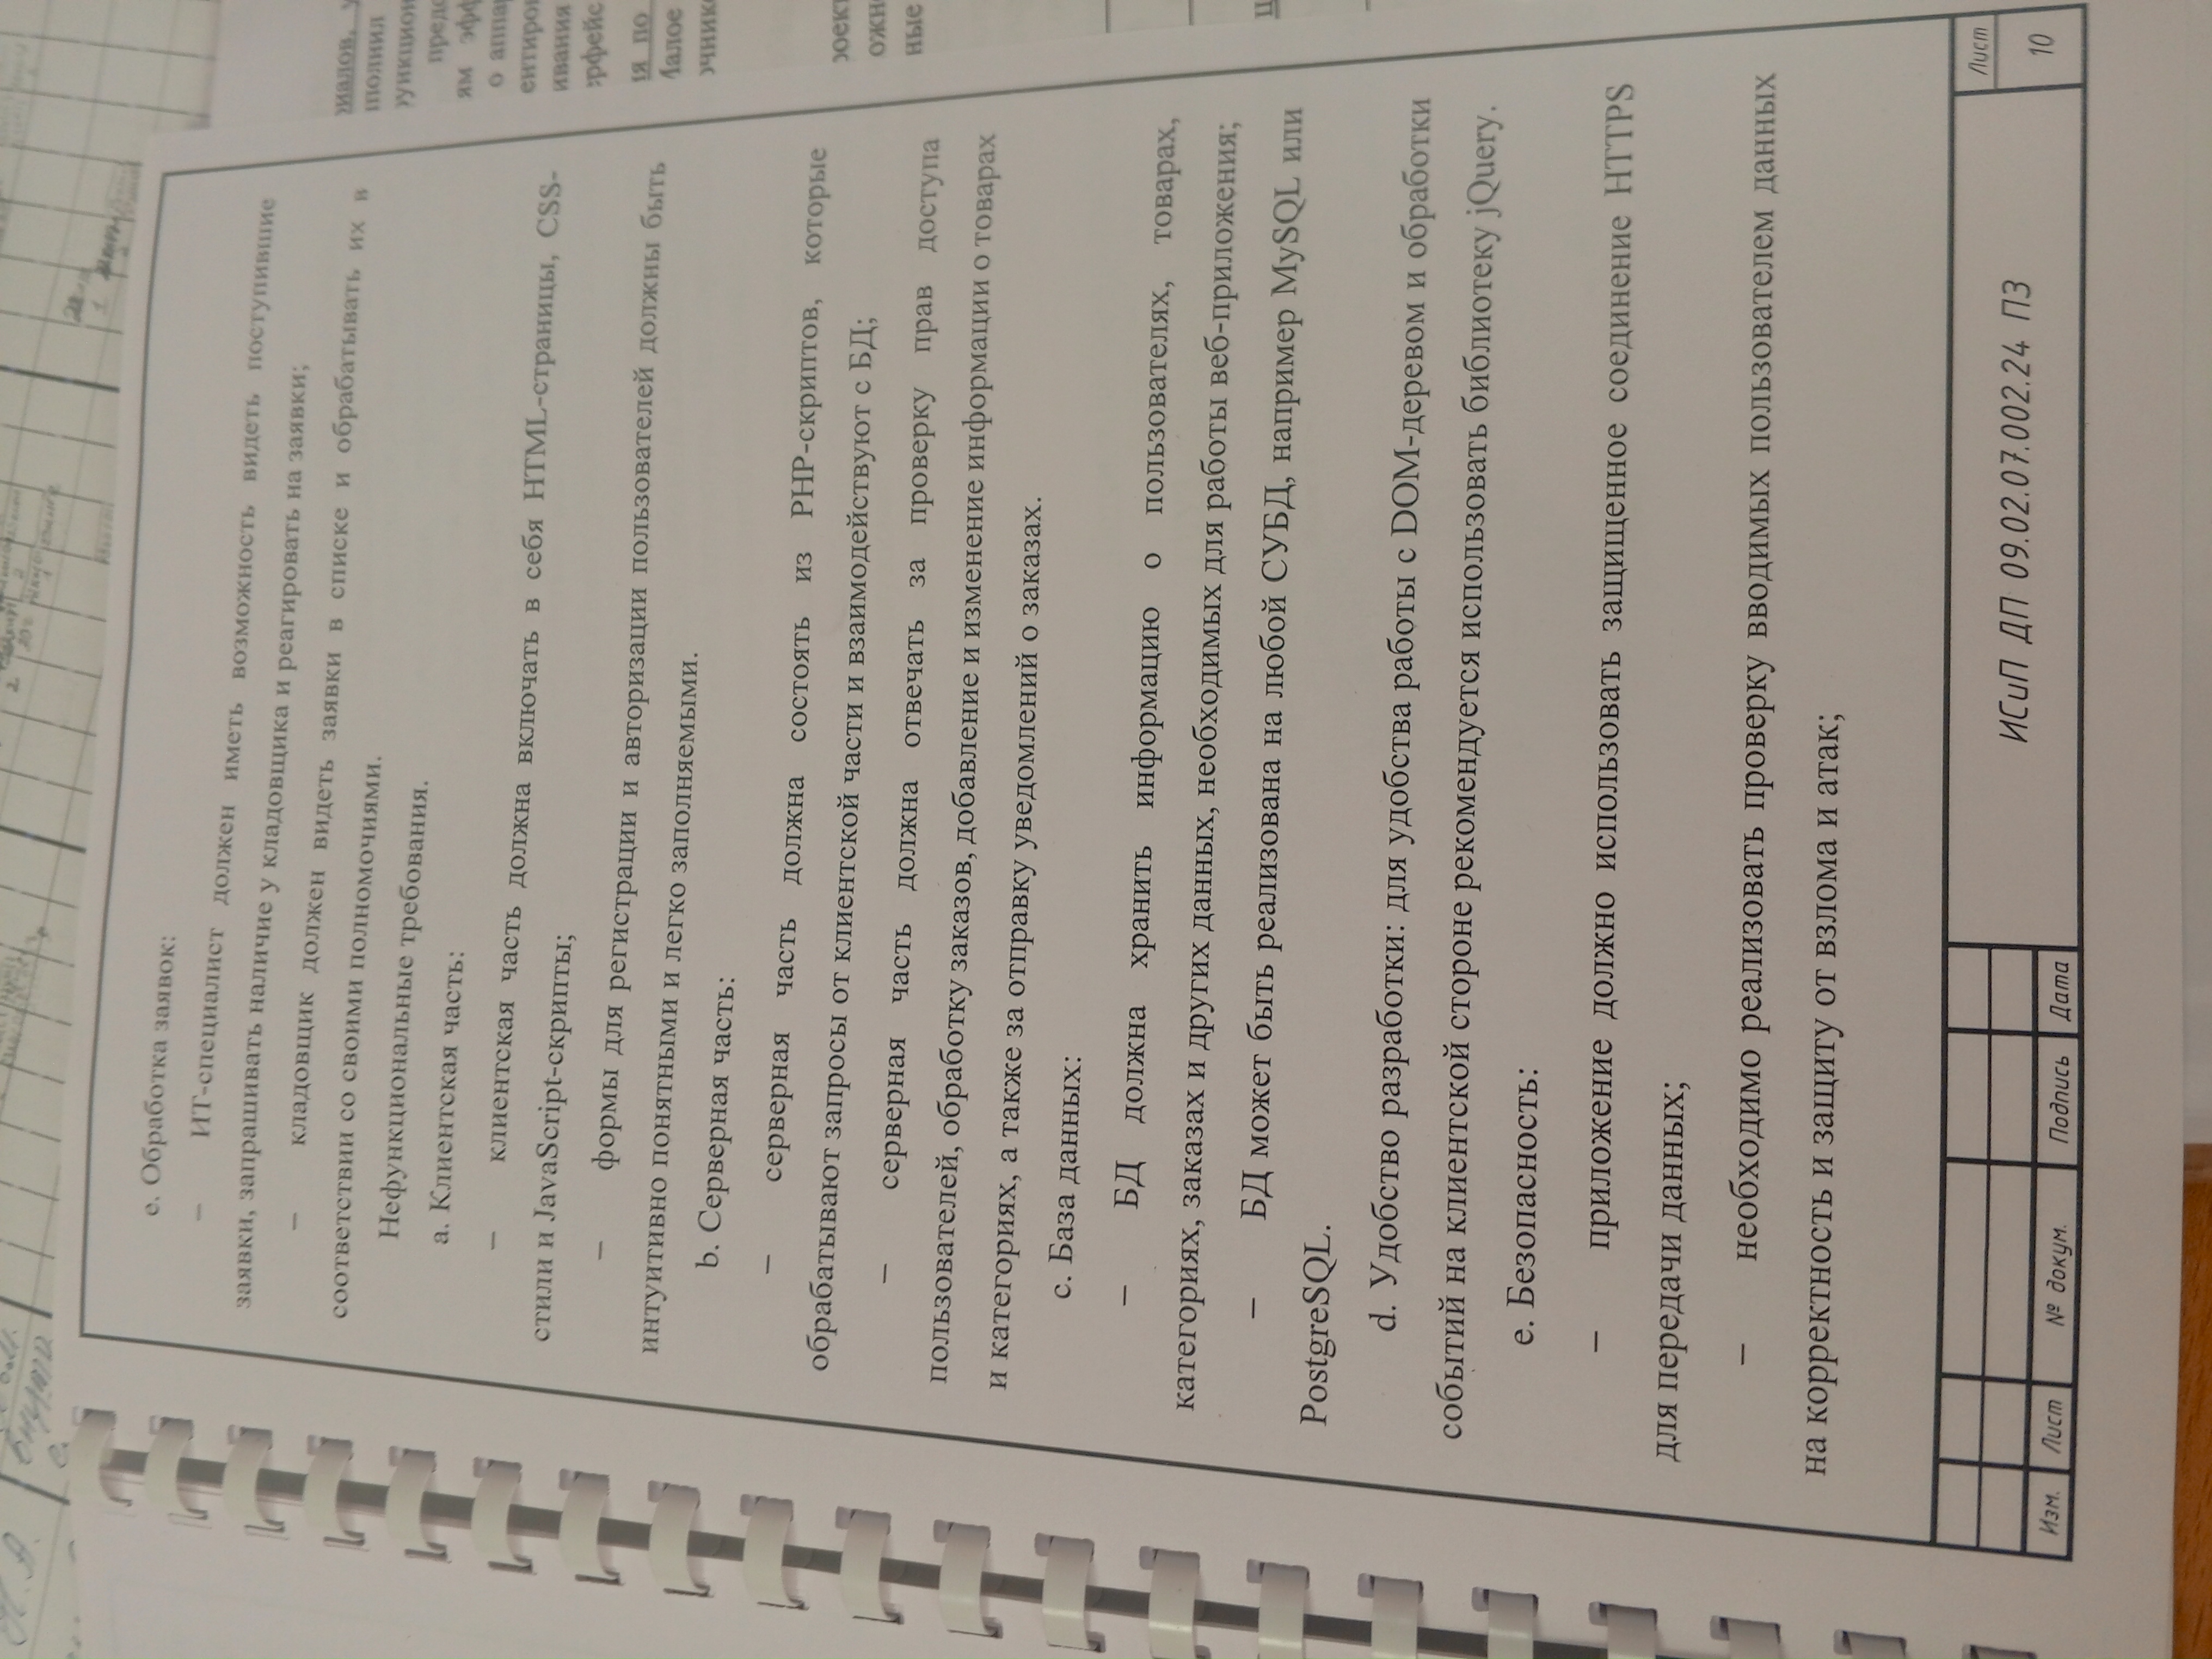 е. Обработка заявок:
– ИТ-специалист должен иметь возможность видеть поступившие
заявки, запрашивать наличие у кладовщика и реагировать на заявки;
– кладовщик должен видеть заявки в списке и обрабатывать их в
соответствии со своими полномочиями.
Нефункциональные требования.
a. Клиентская часть:
– клиентская часть должна включать в себя HTML-страницы, CSS-
стили и JavaScript-скрипты;
– формы для регистрации и авторизации пользователей должны быть
интуитивно понятными и легко заполняемыми.
b. Серверная часть:
– серверная часть должна состоять из PHP-скриптов, которые
обрабатывают запросы от клиентской части и взаимодействуют с БД;
– серверная часть должна отвечать за проверку прав доступа
пользователей, обработку заказов, добавление и изменение информации о товарах
и категориях, а также за отправку уведомлений о заказах.
c. База данных:
– БД должна хранить информацию о пользователях, товарах,
категориях, заказах и других данных, необходимых для работы веб-приложения;
– БД может быть реализована на любой СУБД, например MySQL или
PostgreSQL.
d. Удобство разработки: для удобства работы с DOM-деревом и обработки
событий на клиентской стороне рекомендуется использовать библиотеку jQuery.
e. Безопасность:
– приложение должно использовать защищенное соединение HTTPS
для передачи данных;
– необходимо реализовать проверку вводимых пользователем данных
на корректность и защиту от взлома и атак;
Изм. Лист № докум. Подпись Дата
ИСиП ДП 09.02.07.002.24 ПЗ
Лист
10